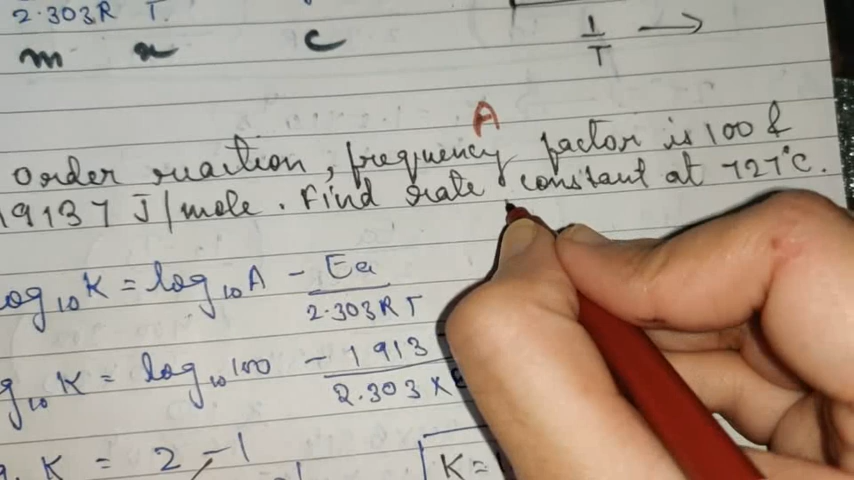 2.303R T.
m x c
1/T →
A
order reaction, frequency factor is 100 &
19137 J/mole. Find rate constant at 727°C.
log10 K = log10 A - Ea / 2.303RT
log10 K = log10 100 - 1913 / 2.303 ×
K = 2 - 1
K =